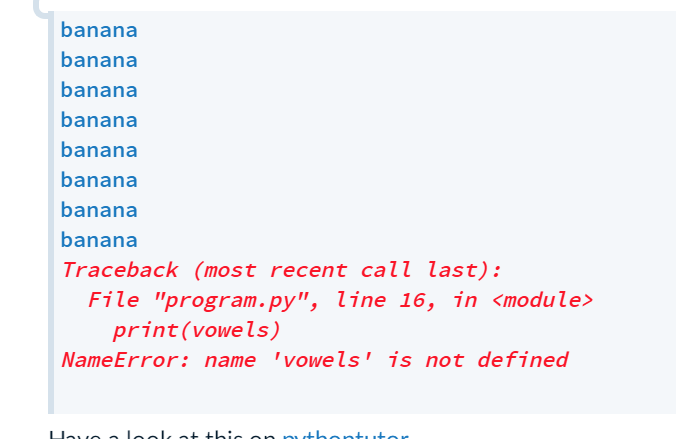 banana
banana
banana
banana
banana
banana
banana
banana
Traceback (most recent call last):
  File "program.py", line 16, in <module>
    print(vowels)
NameError: name 'vowels' is not defined
Have a look at this on pythontutor